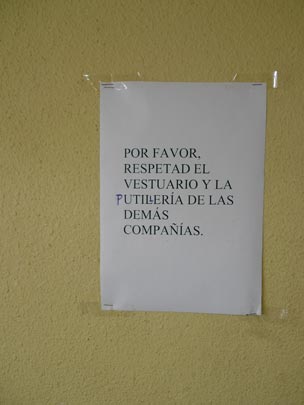 POR FAVOR,
RESPETAD EL
VESTUARIO Y LA
PUTILLERÍA DE LAS
DEMÁS
COMPAÑÍAS.